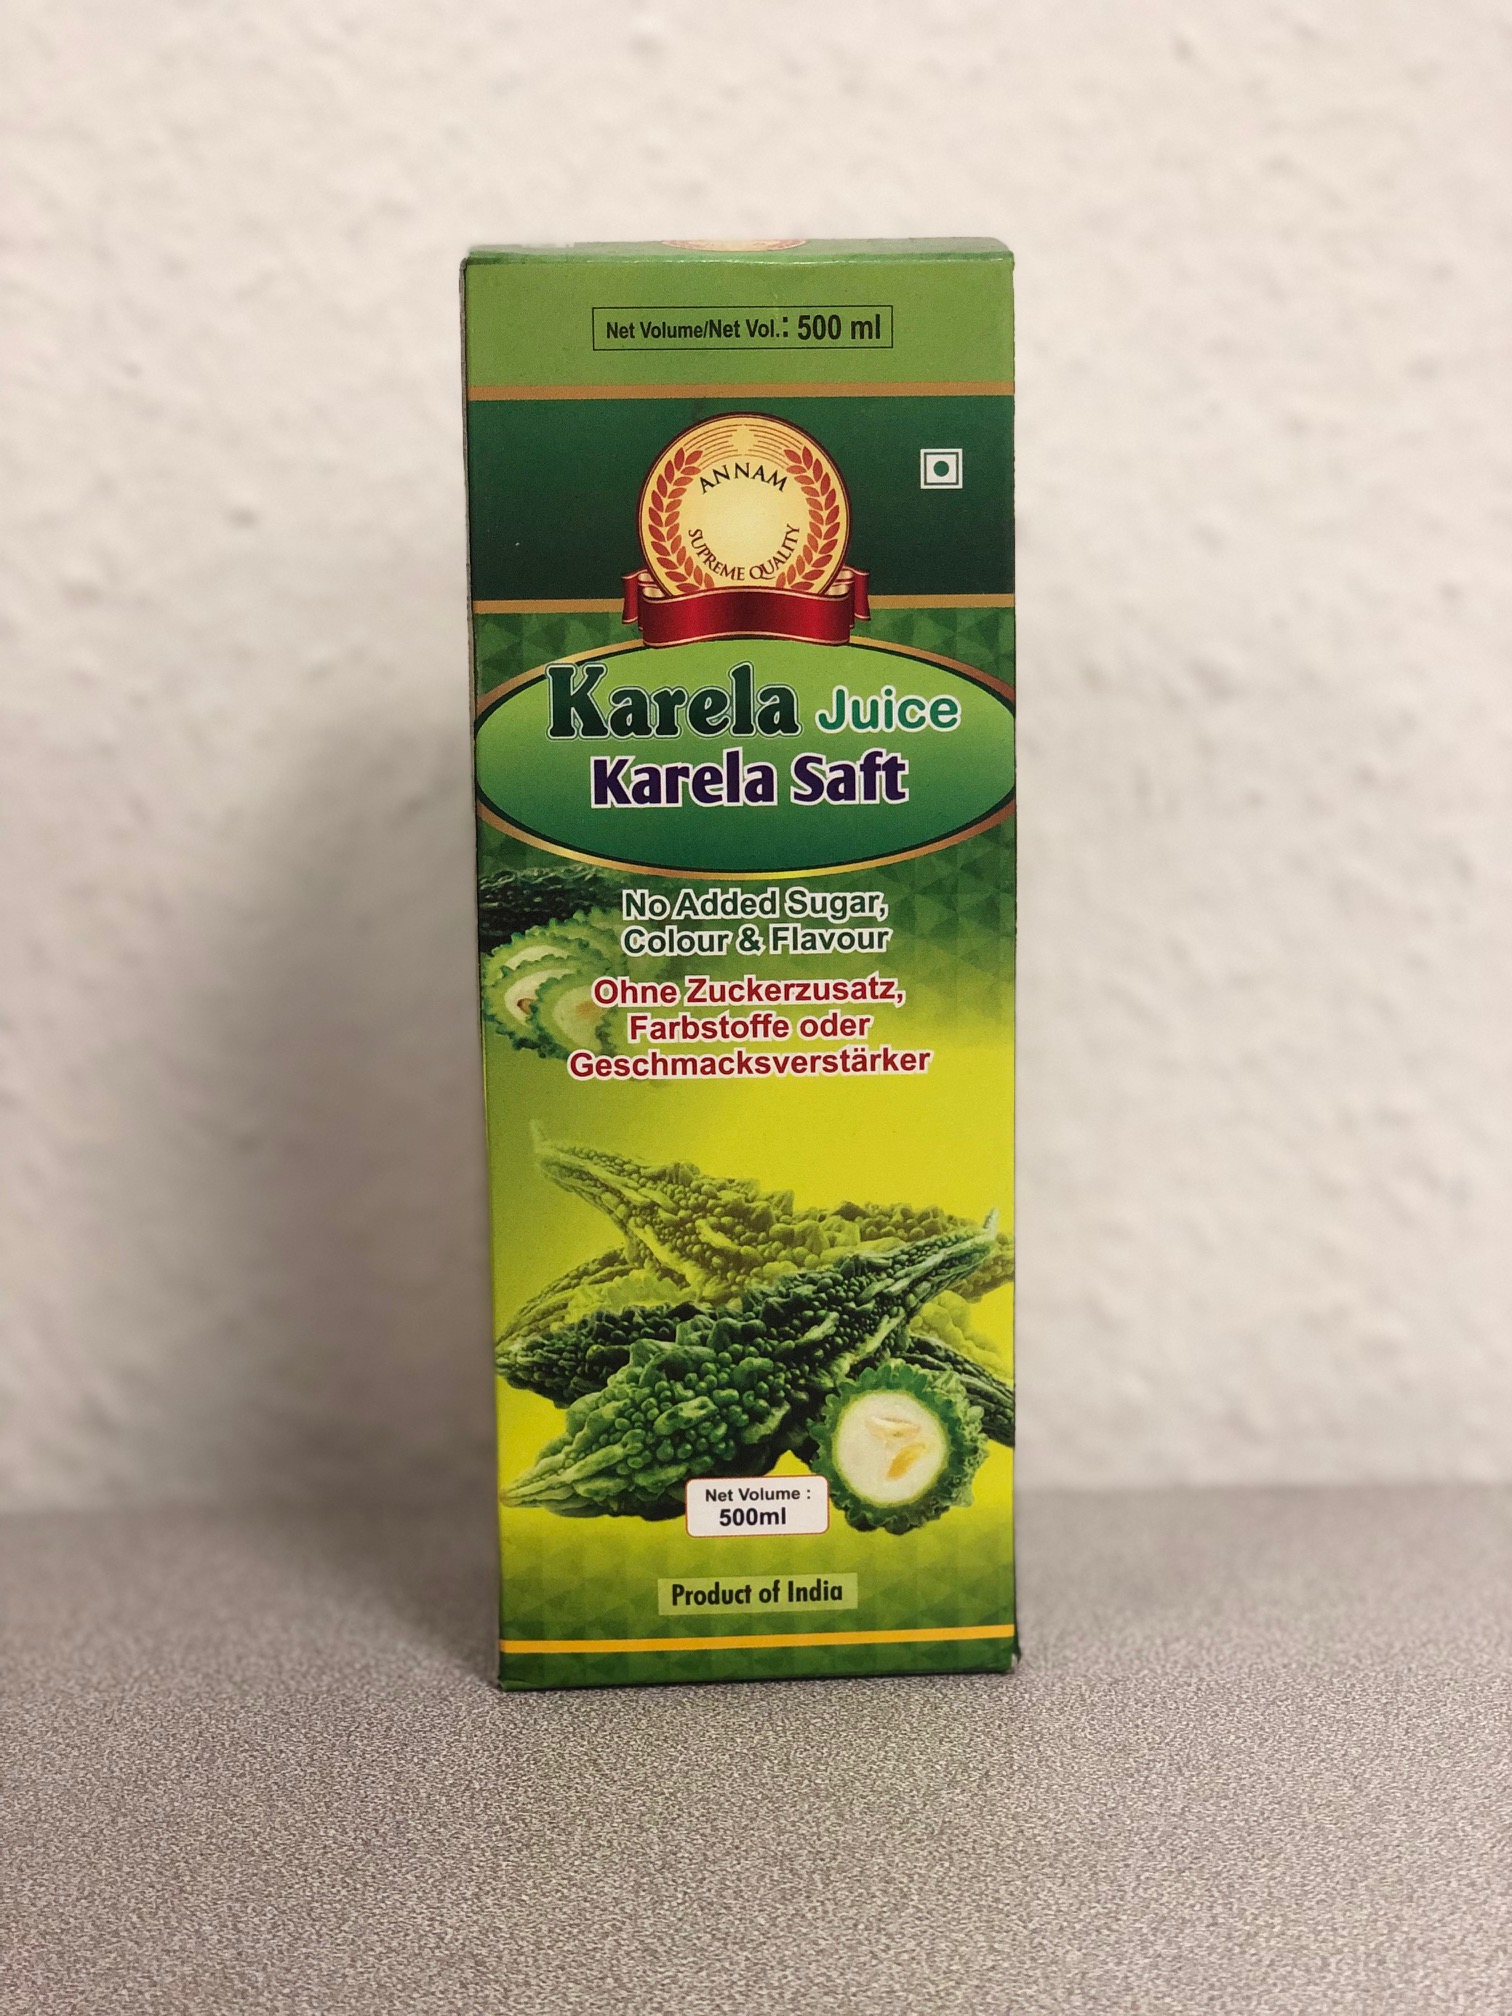 Net Volume/Net Vol.: 500 ml
ANNAM
SUPREME QUALITY
Karela Juice
Karela Saft
No Added Sugar,
Colour & Flavour
Ohne Zuckerzusatz,
Farbstoffe oder
Geschmacksverstärker
Net Volume :
500ml
Product of India